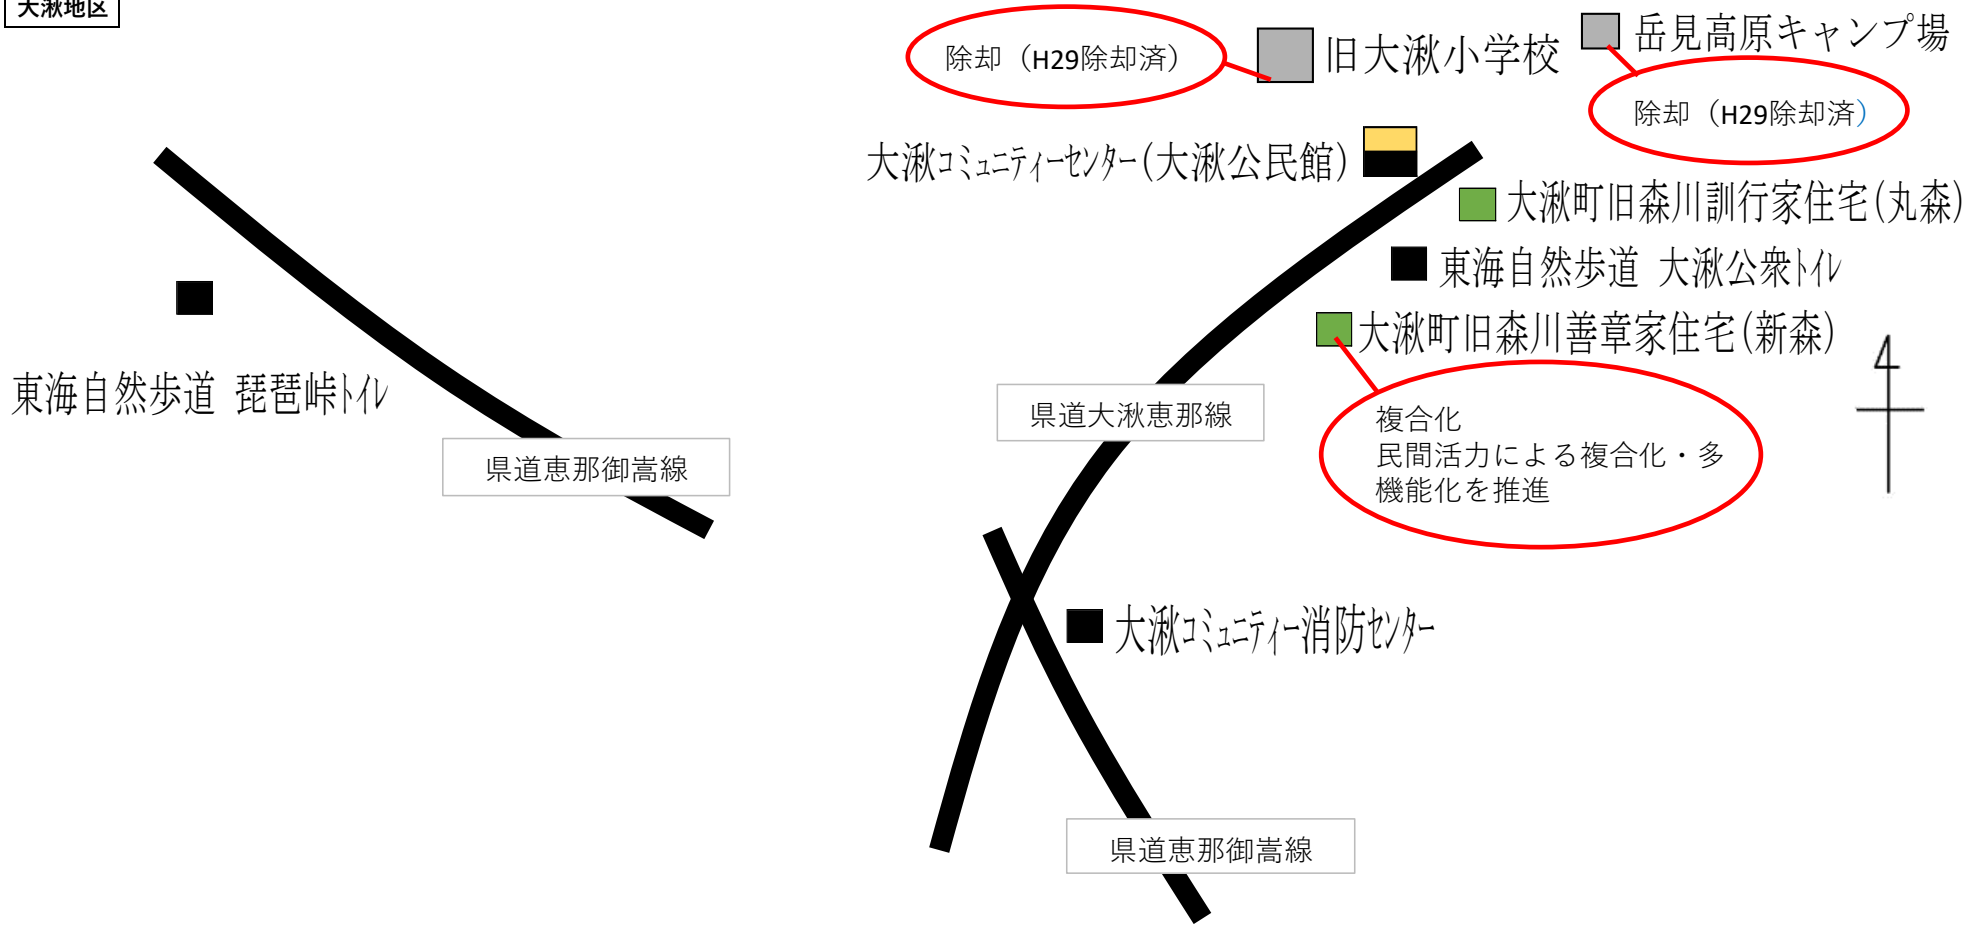 大湫地区
岳見高原キャンプ場
旧大湫小学校
除却（H29除却済）
除却（H29除却済）
大湫コミュニティーセンター(大湫公民館)
大湫町旧森川訓行家住宅(丸森)
東海自然歩道 大湫公衆トイレ
大湫町旧森川善章家住宅(新森)
東海自然歩道 琵琶峠トイレ
県道大湫恵那線
複合化
民間活力による複合化・多
機能化を推進
県道恵那御嵩線
大湫コミュニティー消防センター
県道恵那御嵩線